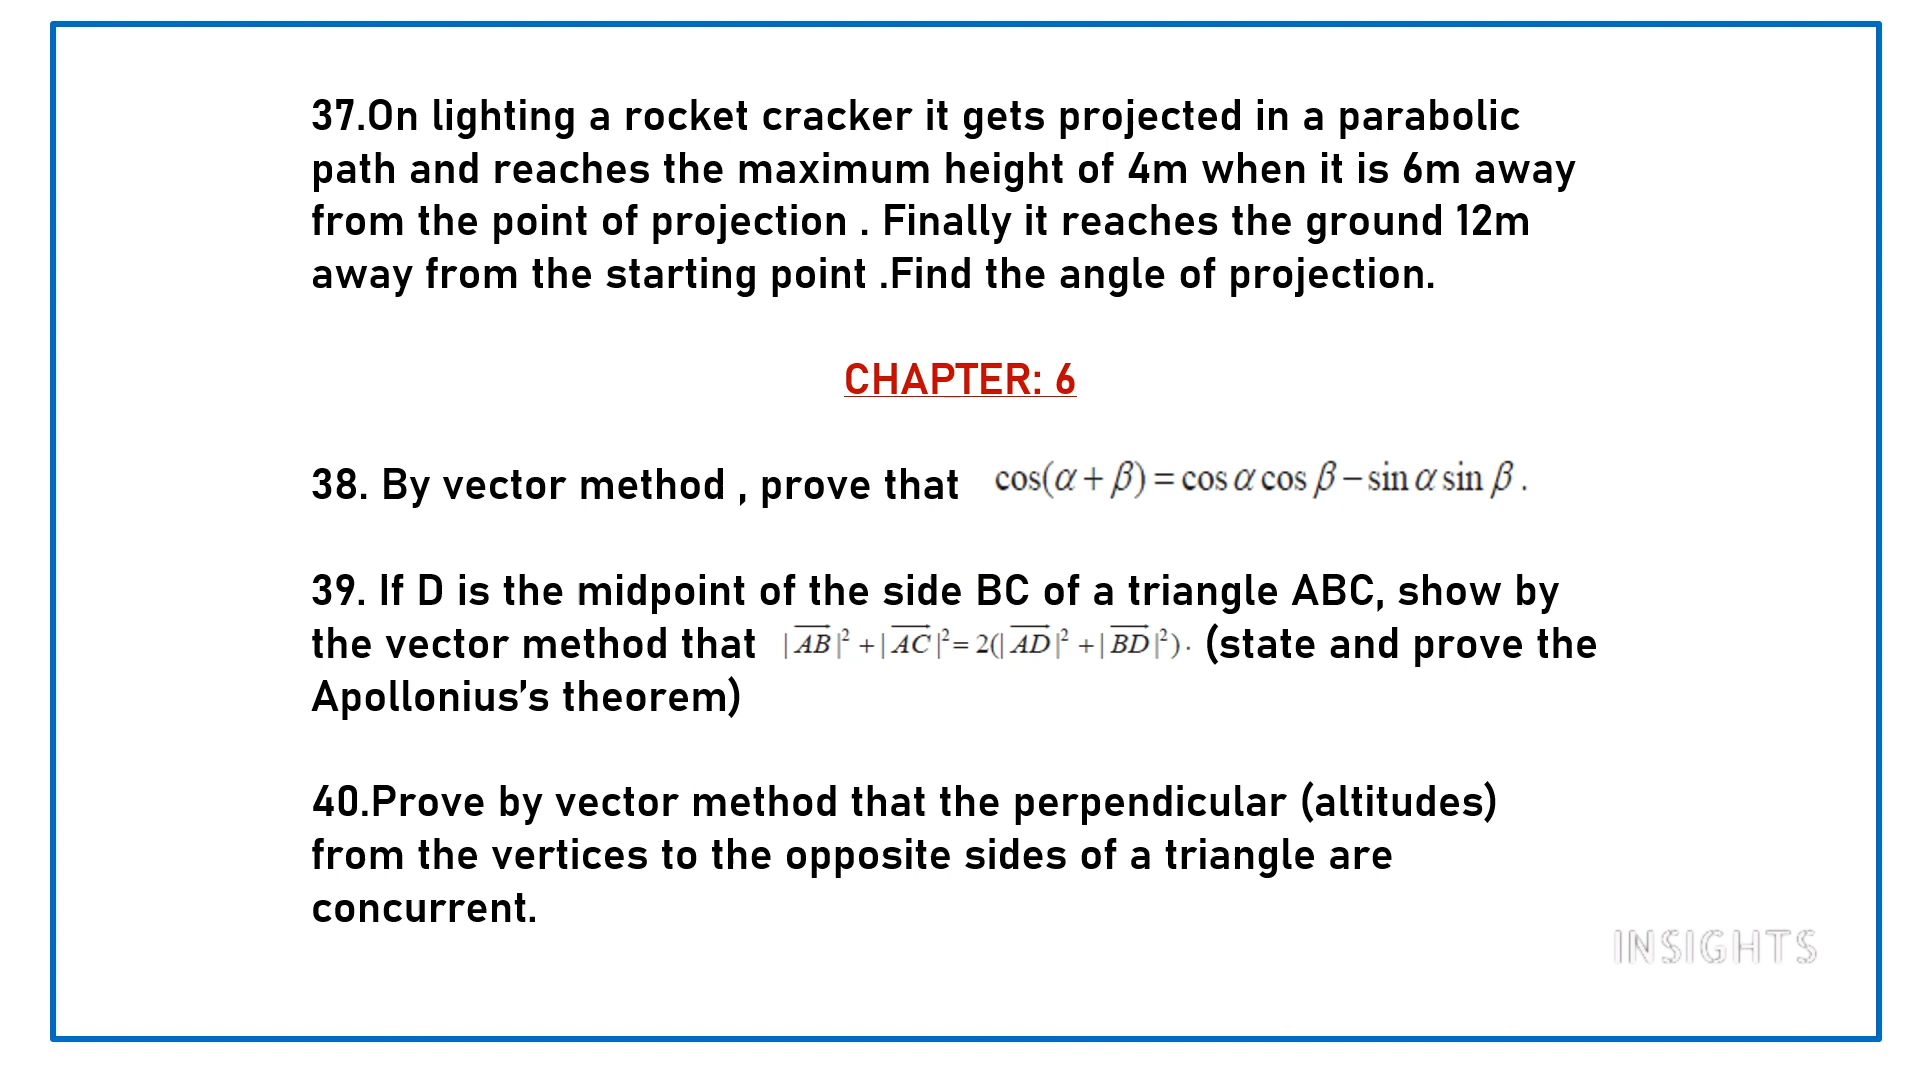 37.On lighting a rocket cracker it gets projected in a parabolic
path and reaches the maximum height of 4m when it is 6m away
from the point of projection . Finally it reaches the ground 12m
away from the starting point .Find the angle of projection.
CHAPTER: 6
38. By vector method , prove that cos(α + β) = cos α cos β − sin α sin β .
39. If D is the midpoint of the side BC of a triangle ABC, show by
the vector method that |\overrightarrow{AB}|² + |\overrightarrow{AC}|² = 2(|\overrightarrow{AD}|² + |\overrightarrow{BD}|²) . (state and prove the
Apollonius’s theorem)
40.Prove by vector method that the perpendicular (altitudes)
from the vertices to the opposite sides of a triangle are
concurrent.
INSIGHTS